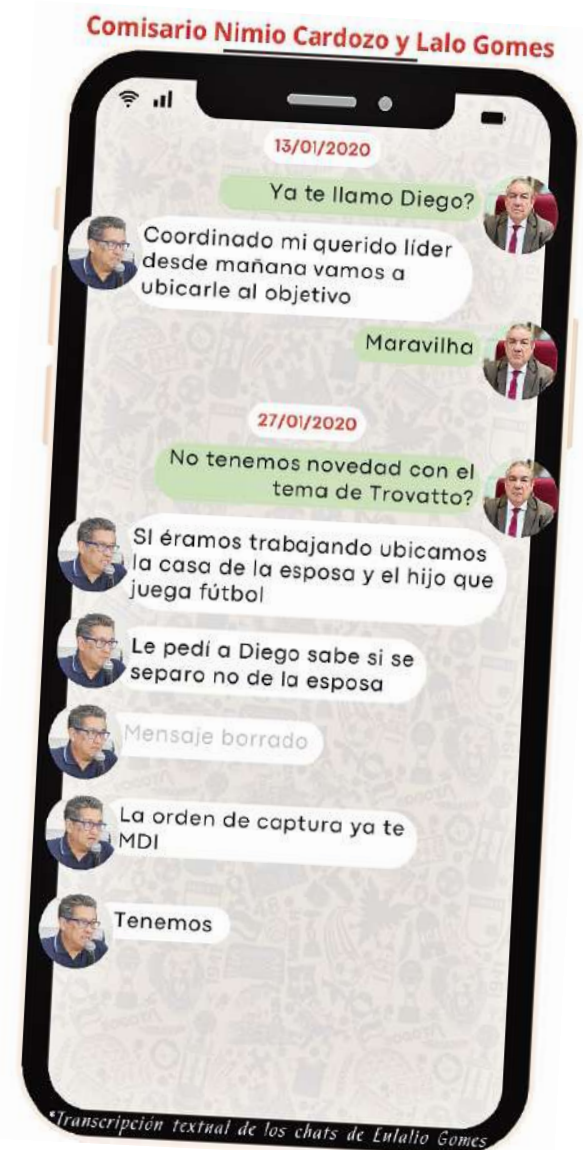 Comisario Nimio Cardozo y Lalo Gomes
13/01/2020
Ya te llamo Diego?
Coordinado mi querido líder
desde mañana vamos a
ubicarle al objetivo
Maravilha
27/01/2020
No tenemos novedad con el
tema de Trovatto?
SI éramos trabajando ubicamos
la casa de la esposa y el hijo que
juega fútbol
Le pedí a Diego sabe si se
separo no de la esposa
Mensaje borrado
La orden de captura ya te
MDI
Tenemos
*Transcripción textual de los chats de Eulalio Gomes